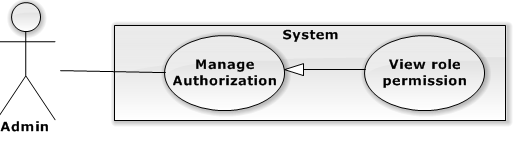 System
Manage
Authorization
View role
permission
Admin